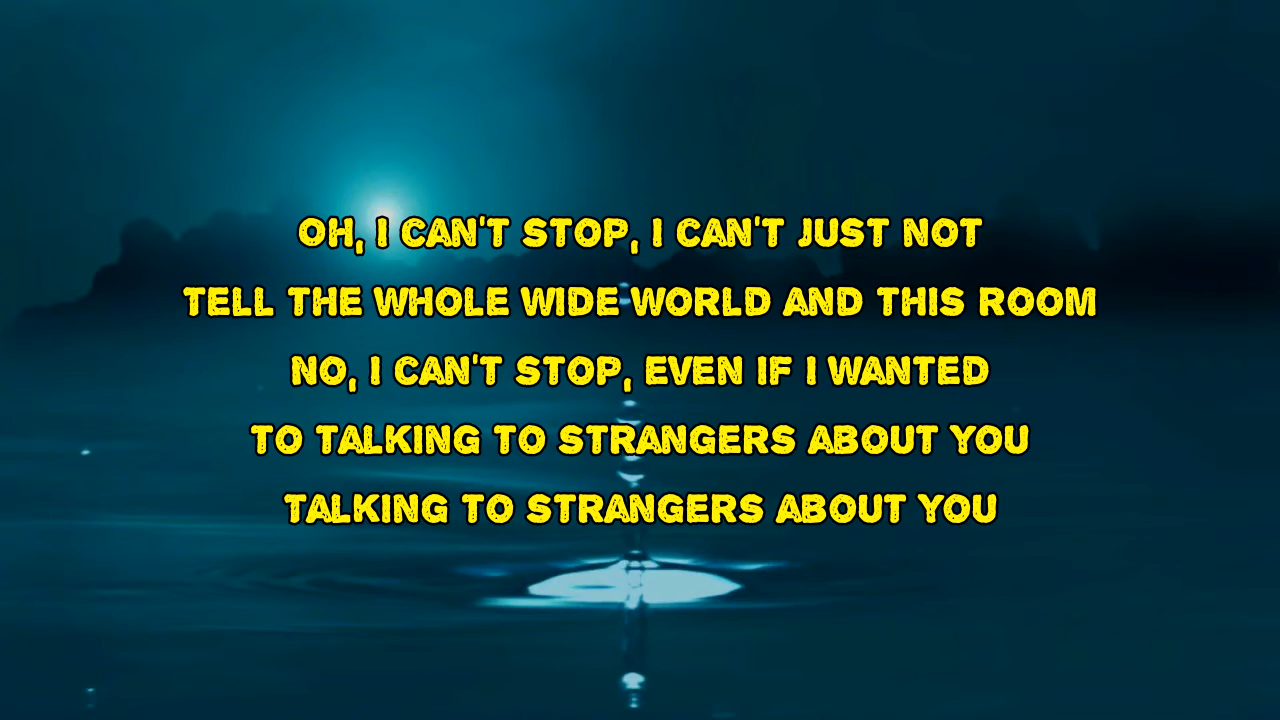 OH, I CAN'T STOP, I CAN'T JUST NOT
TELL THE WHOLE WIDE WORLD AND THIS ROOM
NO, I CAN'T STOP, EVEN IF I WANTED
TO TALKING TO STRANGERS ABOUT YOU
TALKING TO STRANGERS ABOUT YOU